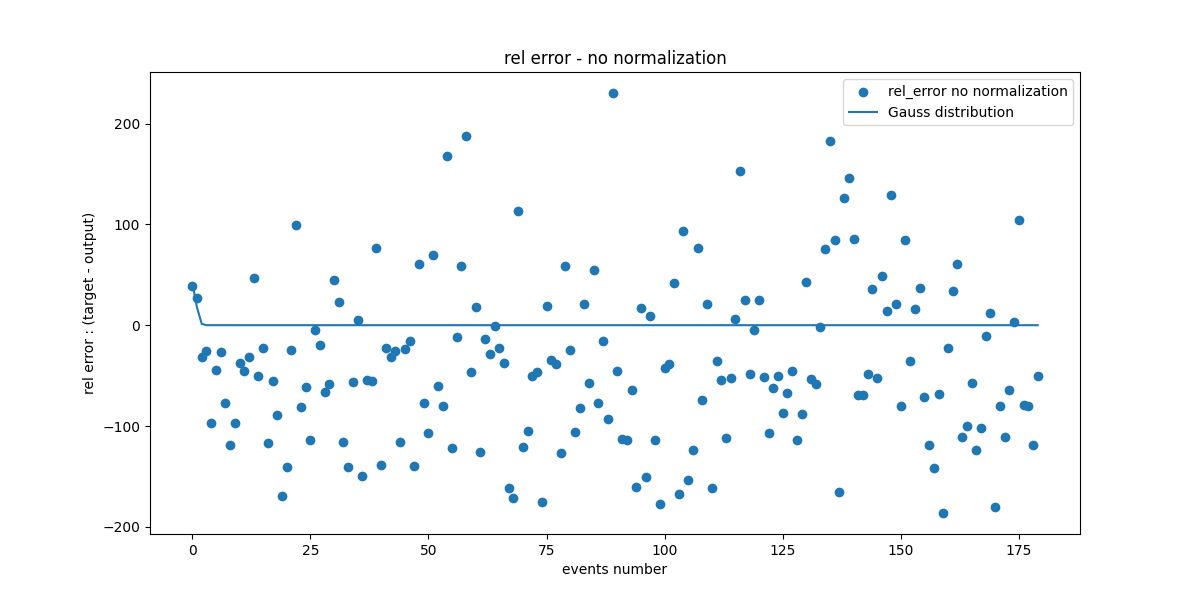 rel error - no normalization
rel_error no normalization
Gauss distribution
rel error : (target - output)
200
100
0
−100
−200
0
25
50
75
100
125
150
175
events number